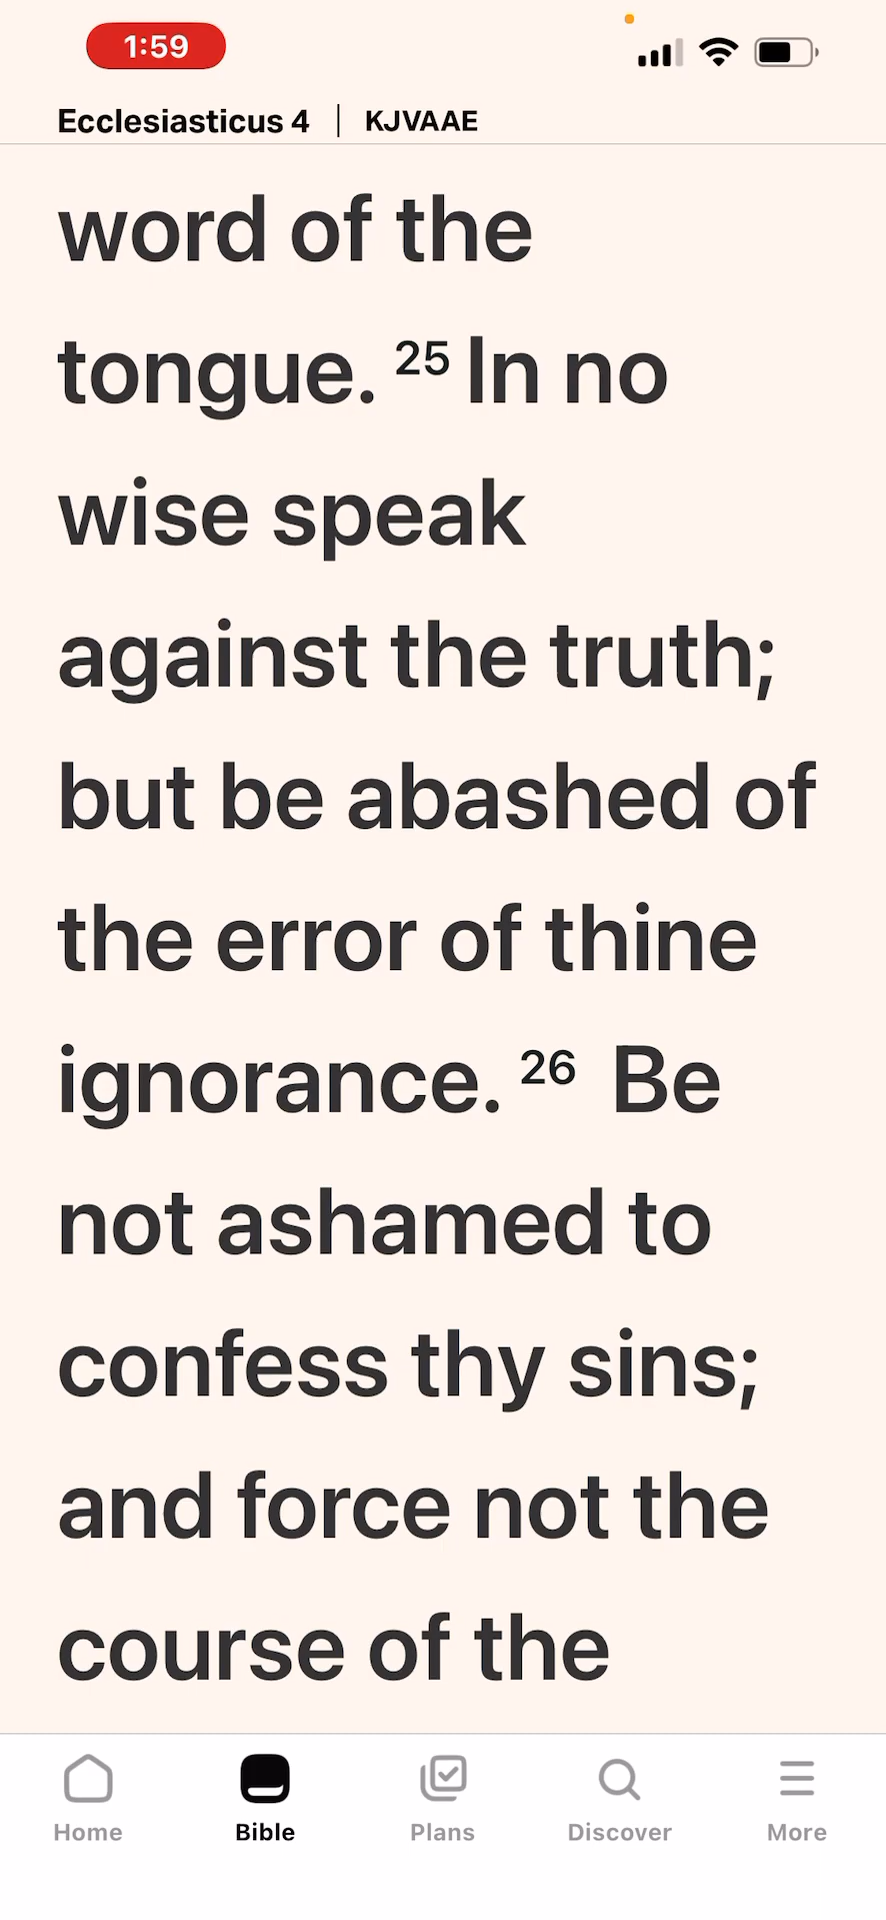 1:59
Ecclesiasticus 4 | KJVAAE
word of the
tongue. 25 In no
wise speak
against the truth;
but be abashed of
the error of thine
ignorance. 26 Be
not ashamed to
confess thy sins;
and force not the
course of the
Home Bible Plans Discover More